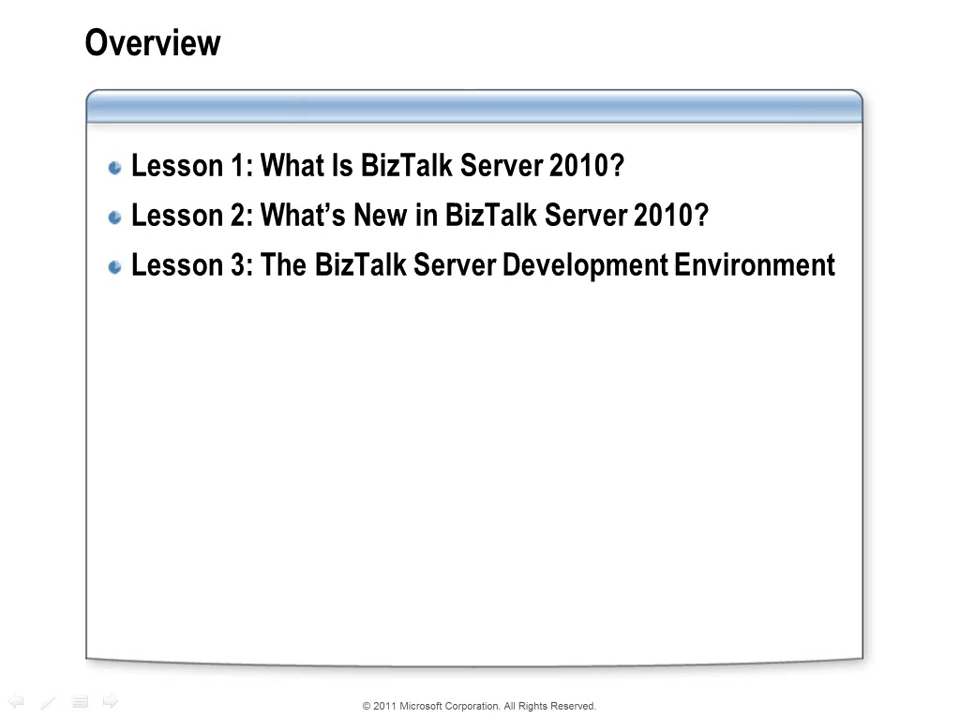 Overview
Lesson 1: What Is BizTalk Server 2010?
Lesson 2: What’s New in BizTalk Server 2010?
Lesson 3: The BizTalk Server Development Environment
© 2011 Microsoft Corporation. All Rights Reserved.